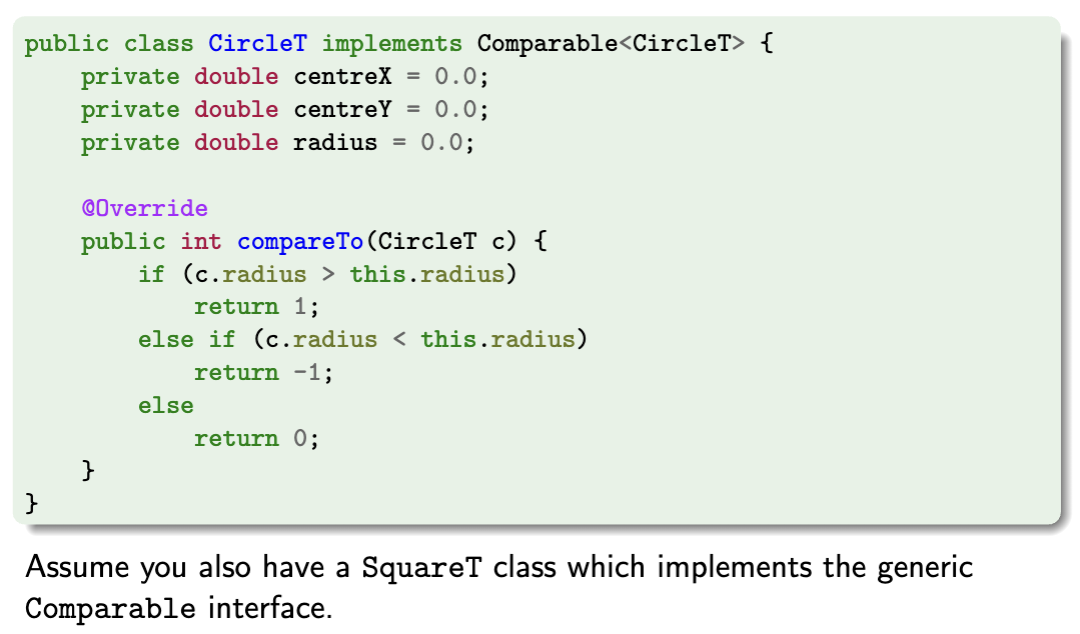 public class CircleT implements Comparable<CircleT> {
    private double centreX = 0.0;
    private double centreY = 0.0;
    private double radius = 0.0;

    @Override
    public int compareTo(CircleT c) {
        if (c.radius > this.radius)
            return 1;
        else if (c.radius < this.radius)
            return -1;
        else
            return 0;
    }
}
Assume you also have a SquareT class which implements the generic
Comparable interface.